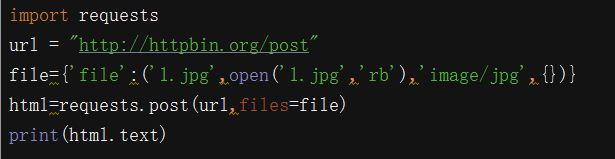 import requests
url = "http://httpbin.org/post"
file={'file':('1.jpg',open('1.jpg','rb'),'image/jpg',{})}
html=requests.post(url,files=file)
print(html.text)